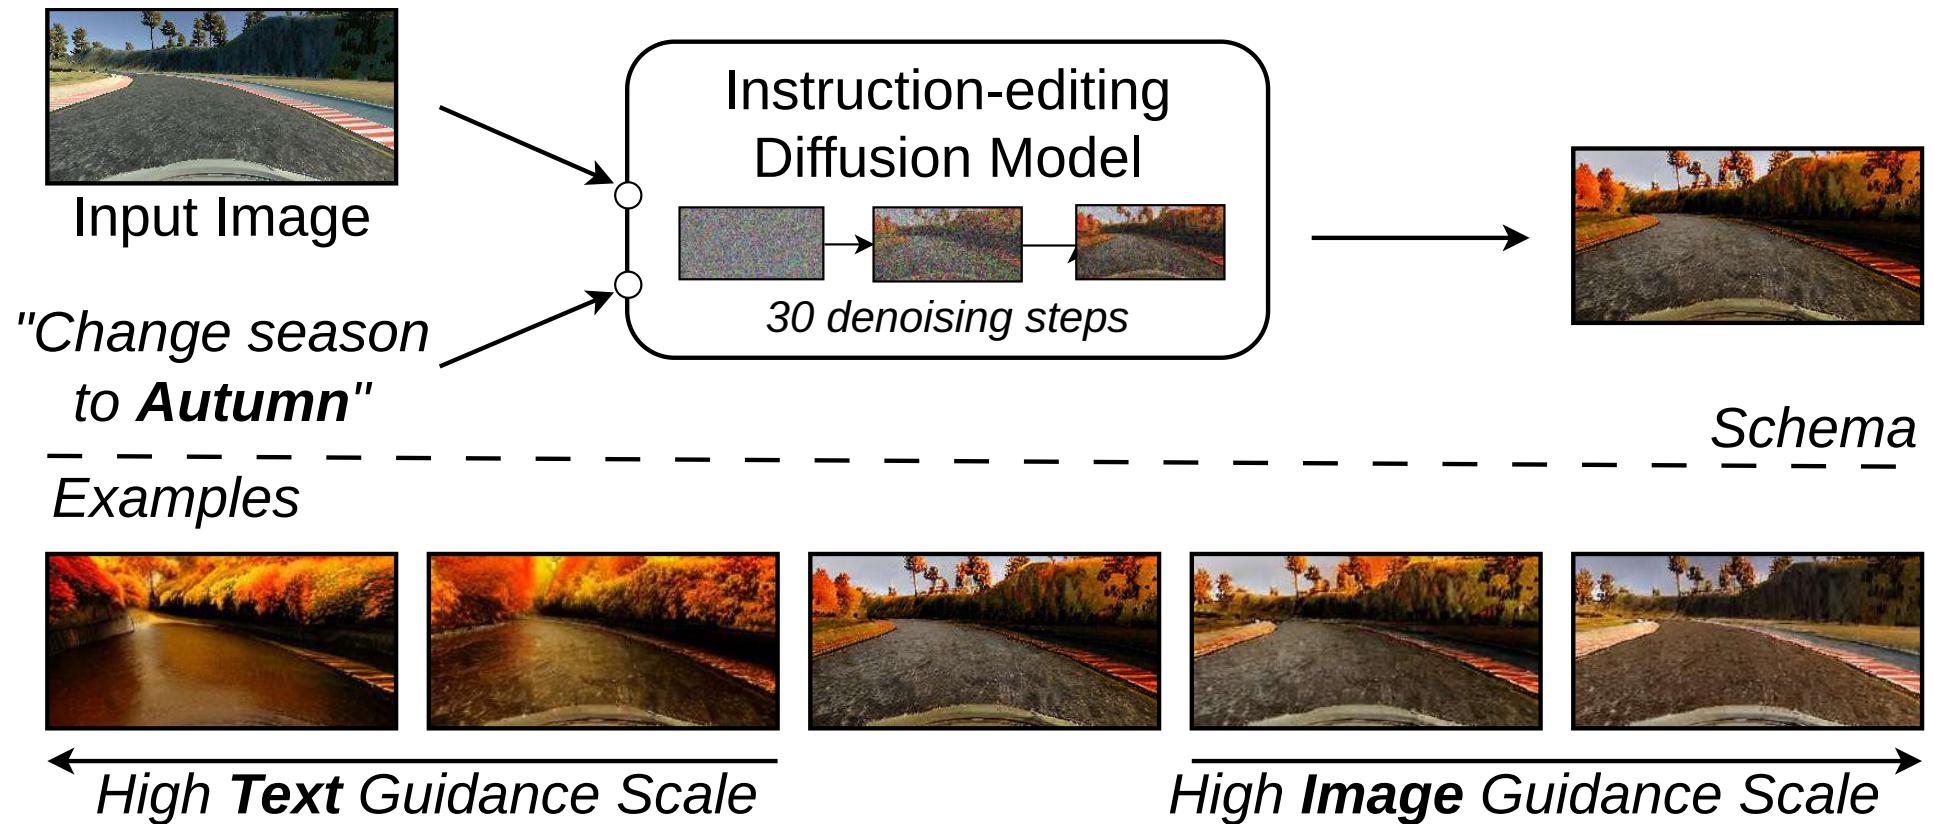 Instruction-editing
Diffusion Model
Input Image
30 denoising steps
"Change season
to Autumn"
Schema
Examples
High Text Guidance Scale
High Image Guidance Scale